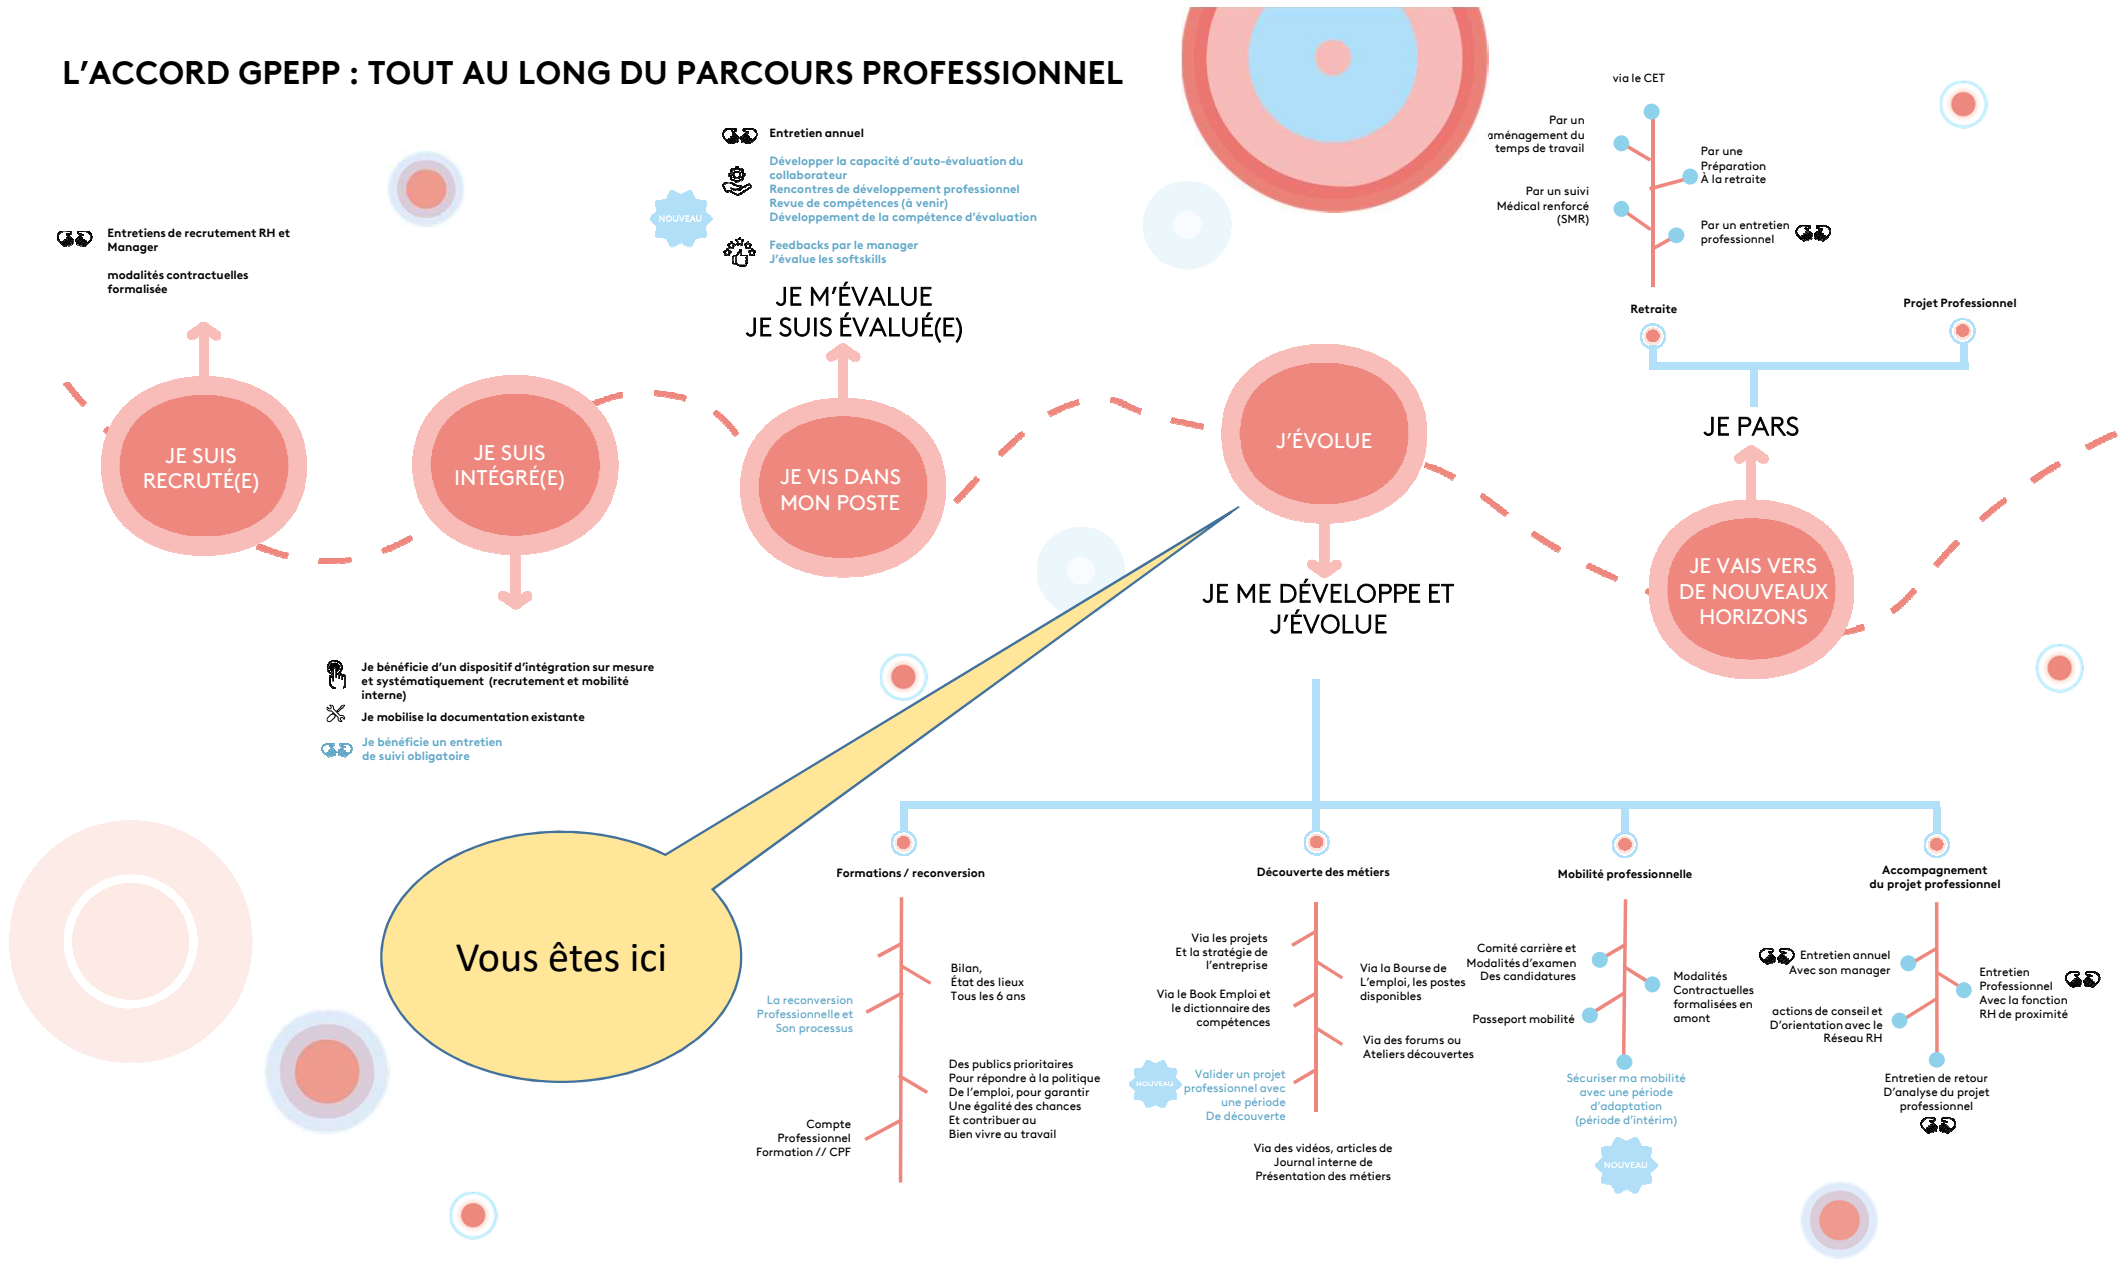 L'ACCORD GPEPP : TOUT AU LONG DU PARCOURS PROFESSIONNEL
Entretiens de recrutement RH et
Manager
modalités contractuelles
formalisée
JE SUIS
RECRUTÉ(E)
JE SUIS
INTÉGRÉ(E)
Je bénéficie d'un dispositif d'intégration sur mesure
et systématiquement (recrutement et mobilité
interne)
Je mobilise la documentation existante
Je bénéficie un entretien
de suivi obligatoire
Entretien annuel
NOUVEAU
Développer la capacité d'auto-évaluation du
collaborateur
Rencontres de développement professionnel
Revue de compétences (à venir)
Développement de la compétence d'évaluation
Feedbacks par le manager
J'évalue les softskills
JE M'ÉVALUE
JE SUIS ÉVALUÉ(E)
JE VIS DANS
MON POSTE
J'ÉVOLUE
JE ME DÉVELOPPE ET
J'ÉVOLUE
Vous êtes ici
Formations / reconversion
Bilan,
État des lieux
Tous les 6 ans
La reconversion
Professionnelle et
Son processus
Des publics prioritaires
Pour répondre à la politique
De l'emploi, pour garantir
Une égalité des chances
Et contribuer au
Bien vivre au travail
Compte
Professionnel
Formation // CPF
Découverte des métiers
Via les projets
Et la stratégie de
l'entreprise
Via la Bourse de
L'emploi, les postes
disponibles
Via le Book Emploi et
le dictionnaire des
compétences
Via des forums ou
Ateliers découvertes
NOUVEAU
Valider un projet
professionnel avec
une période
De découverte
Via des vidéos, articles de
Journal interne de
Présentation des métiers
Mobilité professionnelle
Comité carrière et
Modalités d'examen
Des candidatures
Modalités
Contractuelles
formalisées en
amont
Passeport mobilité
Sécuriser ma mobilité
avec une période
d'adaptation
(période d'intérim)
NOUVEAU
Accompagnement
du projet professionnel
Entretien annuel
Avec son manager
Entretien
Professionnel
Avec la fonction
RH de proximité
actions de conseil et
D'orientation avec le
Réseau RH
Entretien de retour
D'analyse du projet
professionnel
JE VAIS VERS
DE NOUVEAUX
HORIZONS
JE PARS
Retraite
Projet Professionnel
via le CET
Par un
aménagement du
temps de travail
Par une
Préparation
À la retraite
Par un suivi
Médical renforcé
(SMR)
Par un entretien
professionnel